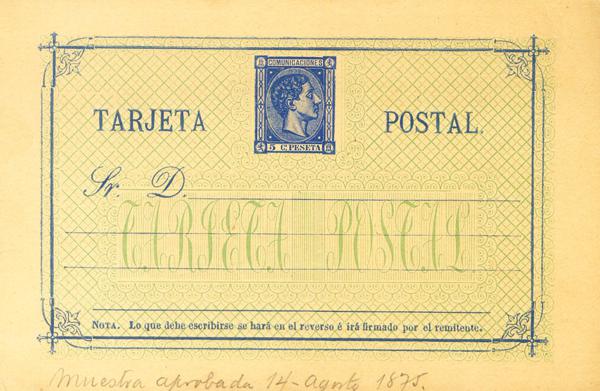 COMUNICACIONES
TARJETA POSTAL.
5 C. PESETA
Sr. D.
TARJETA POSTAL
NOTA. Lo que debe escribirse se hará en el reverso é irá firmado por el remitente.
Muestra aprobada 14-Agosto 1875.